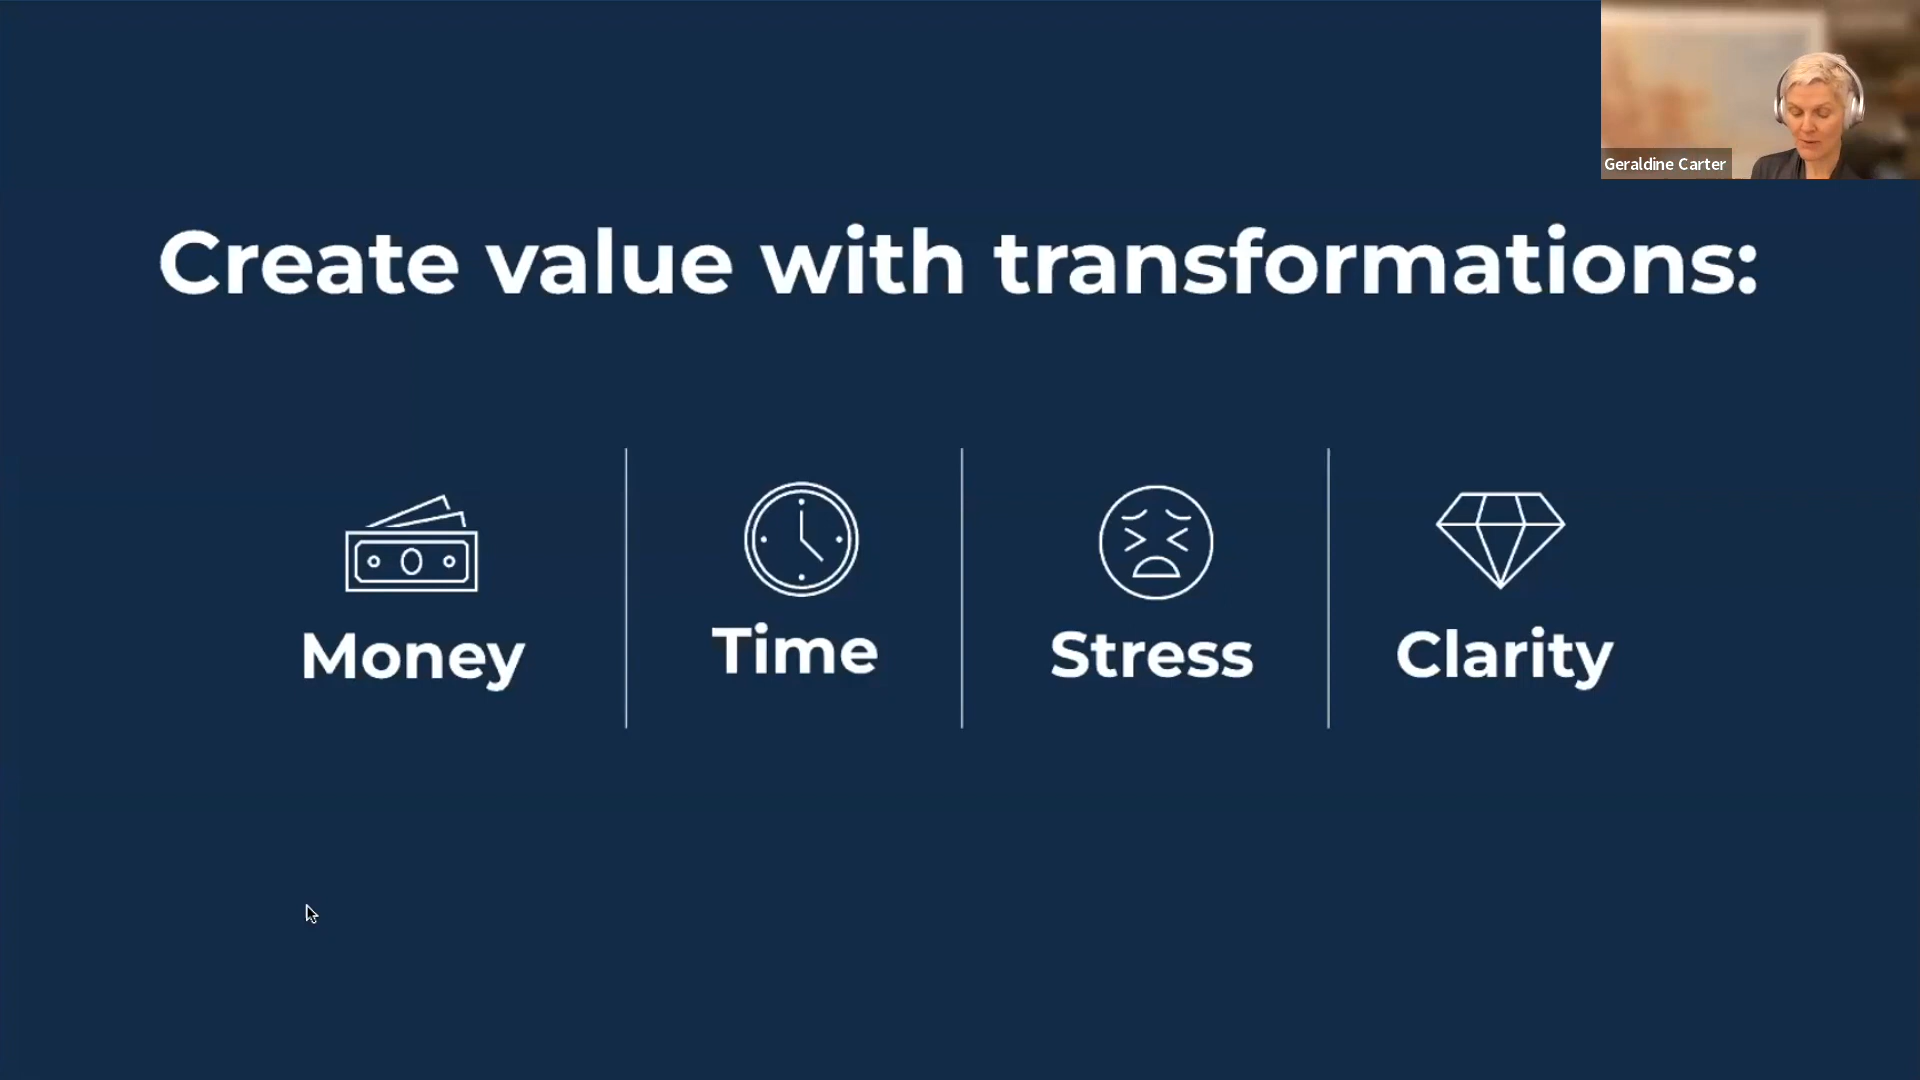 Geraldine Carter
Create value with transformations:
Money
Time
Stress
Clarity